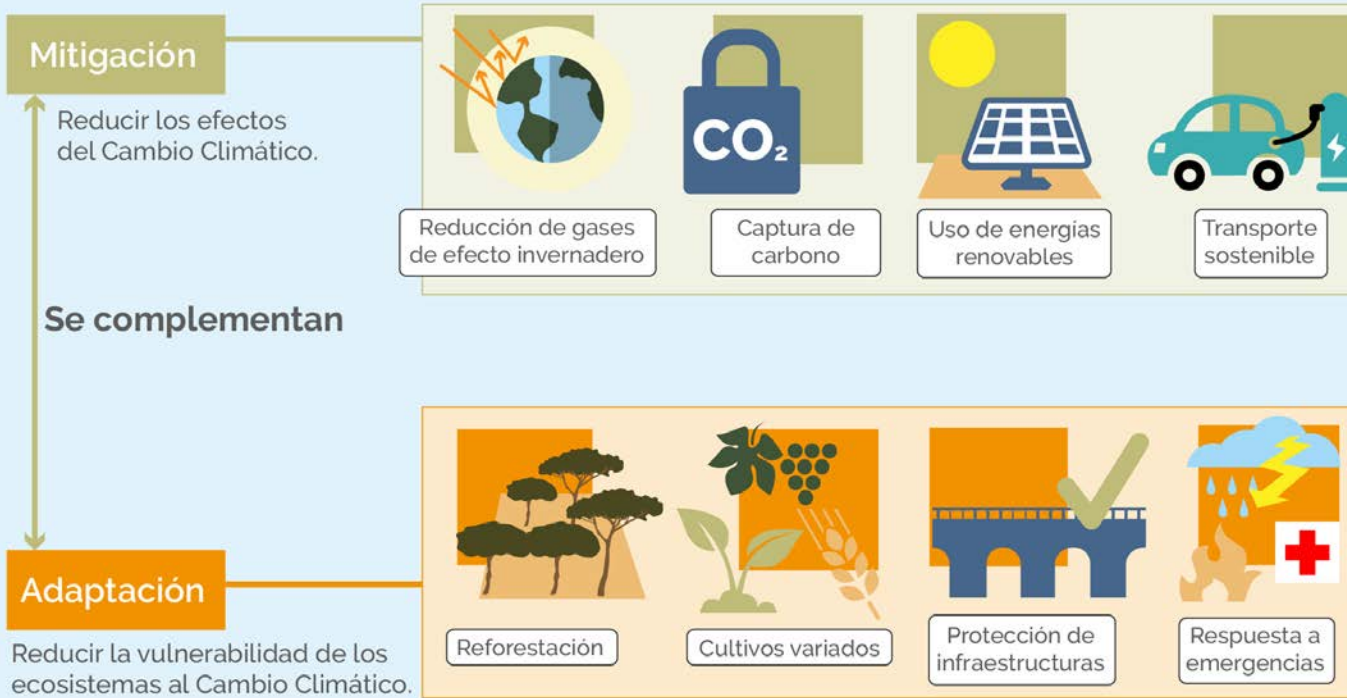 Mitigación
Reducir los efectos
del Cambio Climático.
CO₂
Reducción de gases
de efecto invernadero
Captura de
carbono
Uso de energías
renovables
Transporte
sostenible
Se complementan
Adaptación
Reducir la vulnerabilidad de los
ecosistemas al Cambio Climático.
Reforestación
Cultivos variados
Protección de
infraestructuras
Respuesta a
emergencias